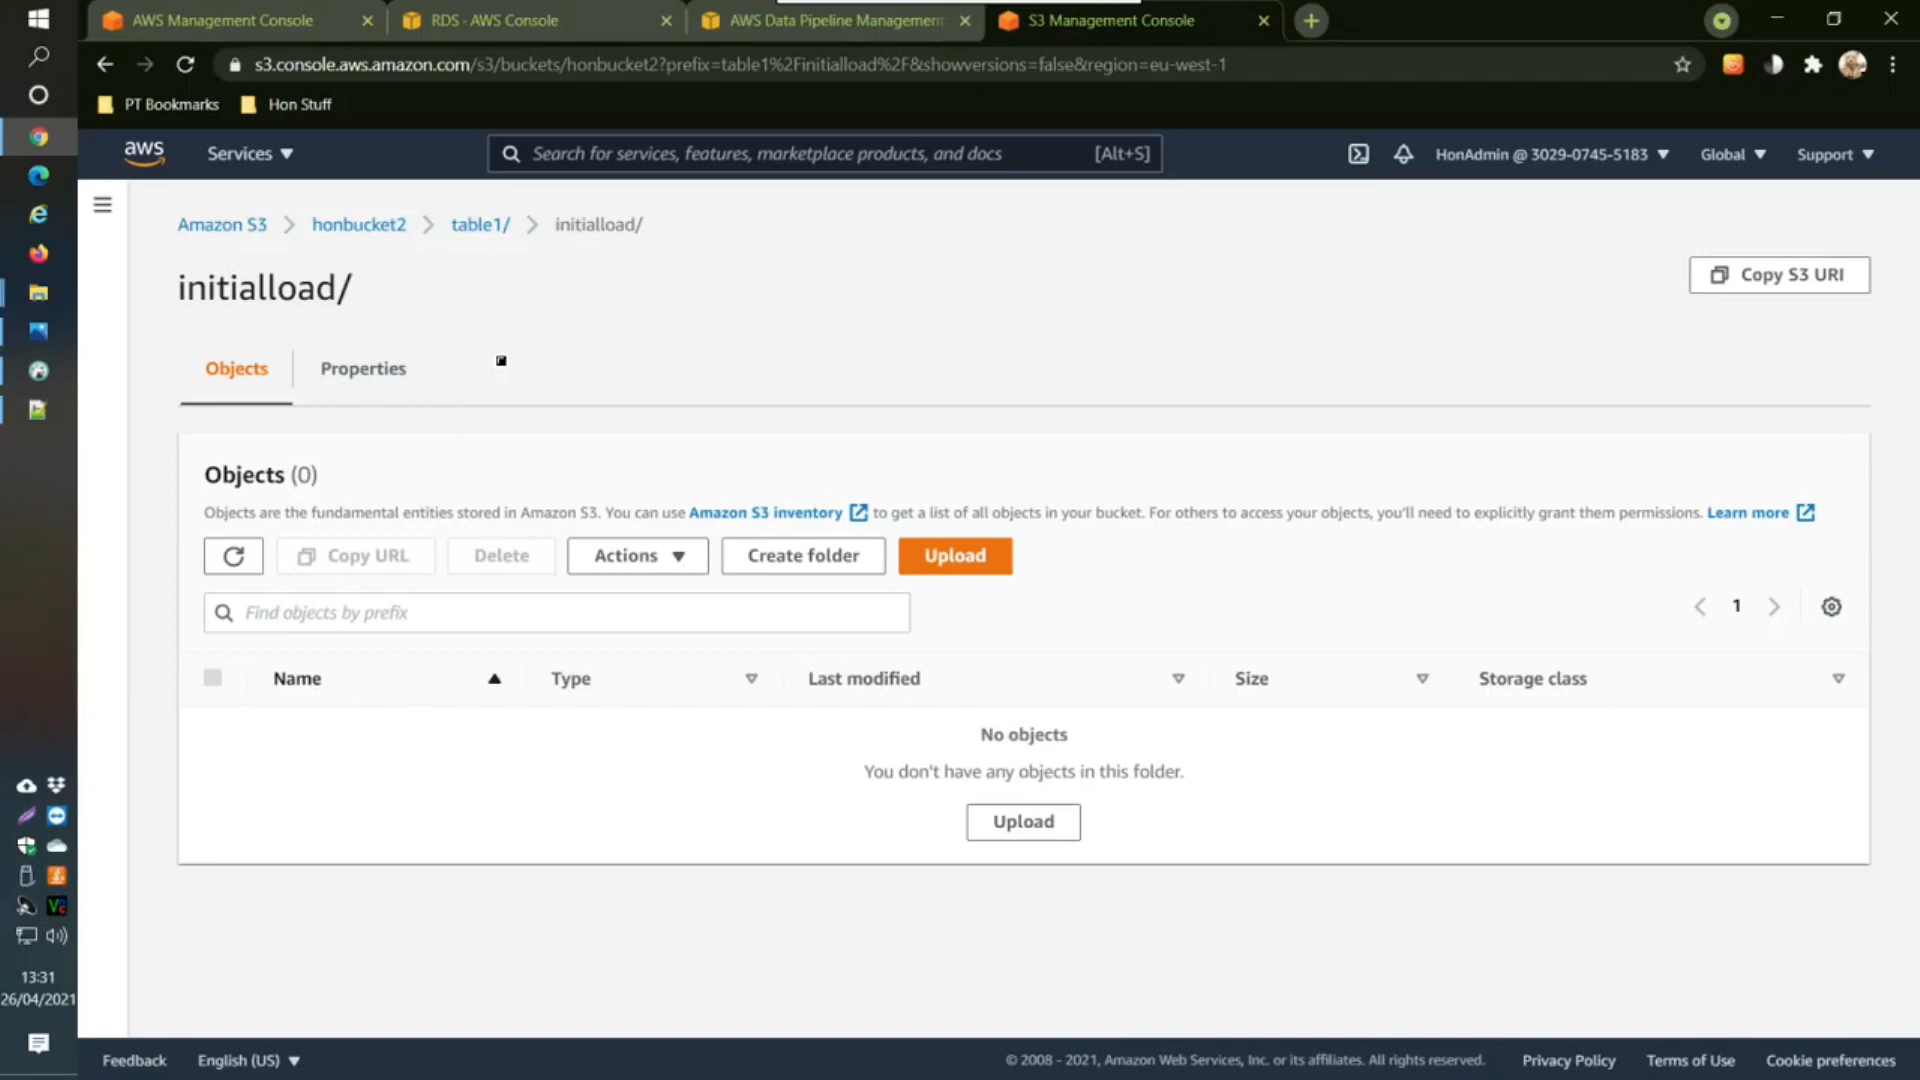 AWS Management Console
RDS - AWS Console
AWS Data Pipeline Management
S3 Management Console
s3.console.aws.amazon.com/s3/buckets/honbucket2?prefix=table1%2Finitialload%2F&showversions=false&region=eu-west-1
PT Bookmarks
Hon Stuff
aws
Services
Search for services, features, marketplace products, and docs
[Alt+S]
HonAdmin @ 3029-0745-5183
Global
Support
Amazon S3
honbucket2
table1/
initialload/
initialload/
Copy S3 URI
Objects
Properties
Objects (0)
Objects are the fundamental entities stored in Amazon S3. You can use Amazon S3 inventory to get a list of all objects in your bucket. For others to access your objects, you'll need to explicitly grant them permissions. Learn more
Copy URL
Delete
Actions
Create folder
Upload
Find objects by prefix
1
Name
Type
Last modified
Size
Storage class
No objects
You don't have any objects in this folder.
Upload
13:31
26/04/2021
Feedback
English (US)
© 2008 - 2021, Amazon Web Services, Inc. or its affiliates. All rights reserved.
Privacy Policy
Terms of Use
Cookie preferences